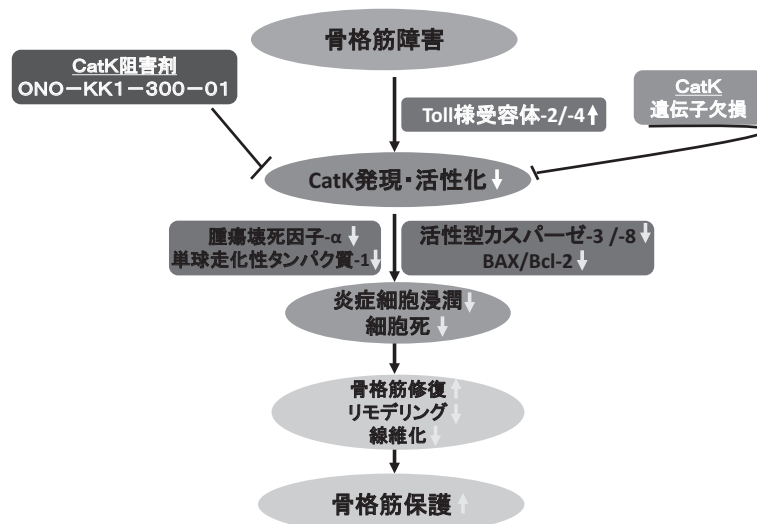 骨格筋障害
CatK阻害剤
ONO－KK1－300－01
Toll様受容体-2/-4↑
CatK
遺伝子欠損
CatK発現・活性化↓
腫瘍壊死因子-α↓
単球走化性タンパク質-1↓
活性型カスパーゼ-3 /-8↓
BAX/Bcl-2↓
炎症細胞浸潤↓
細胞死↓
骨格筋修復↑
リモデリング↓
線維化↓
骨格筋保護↑